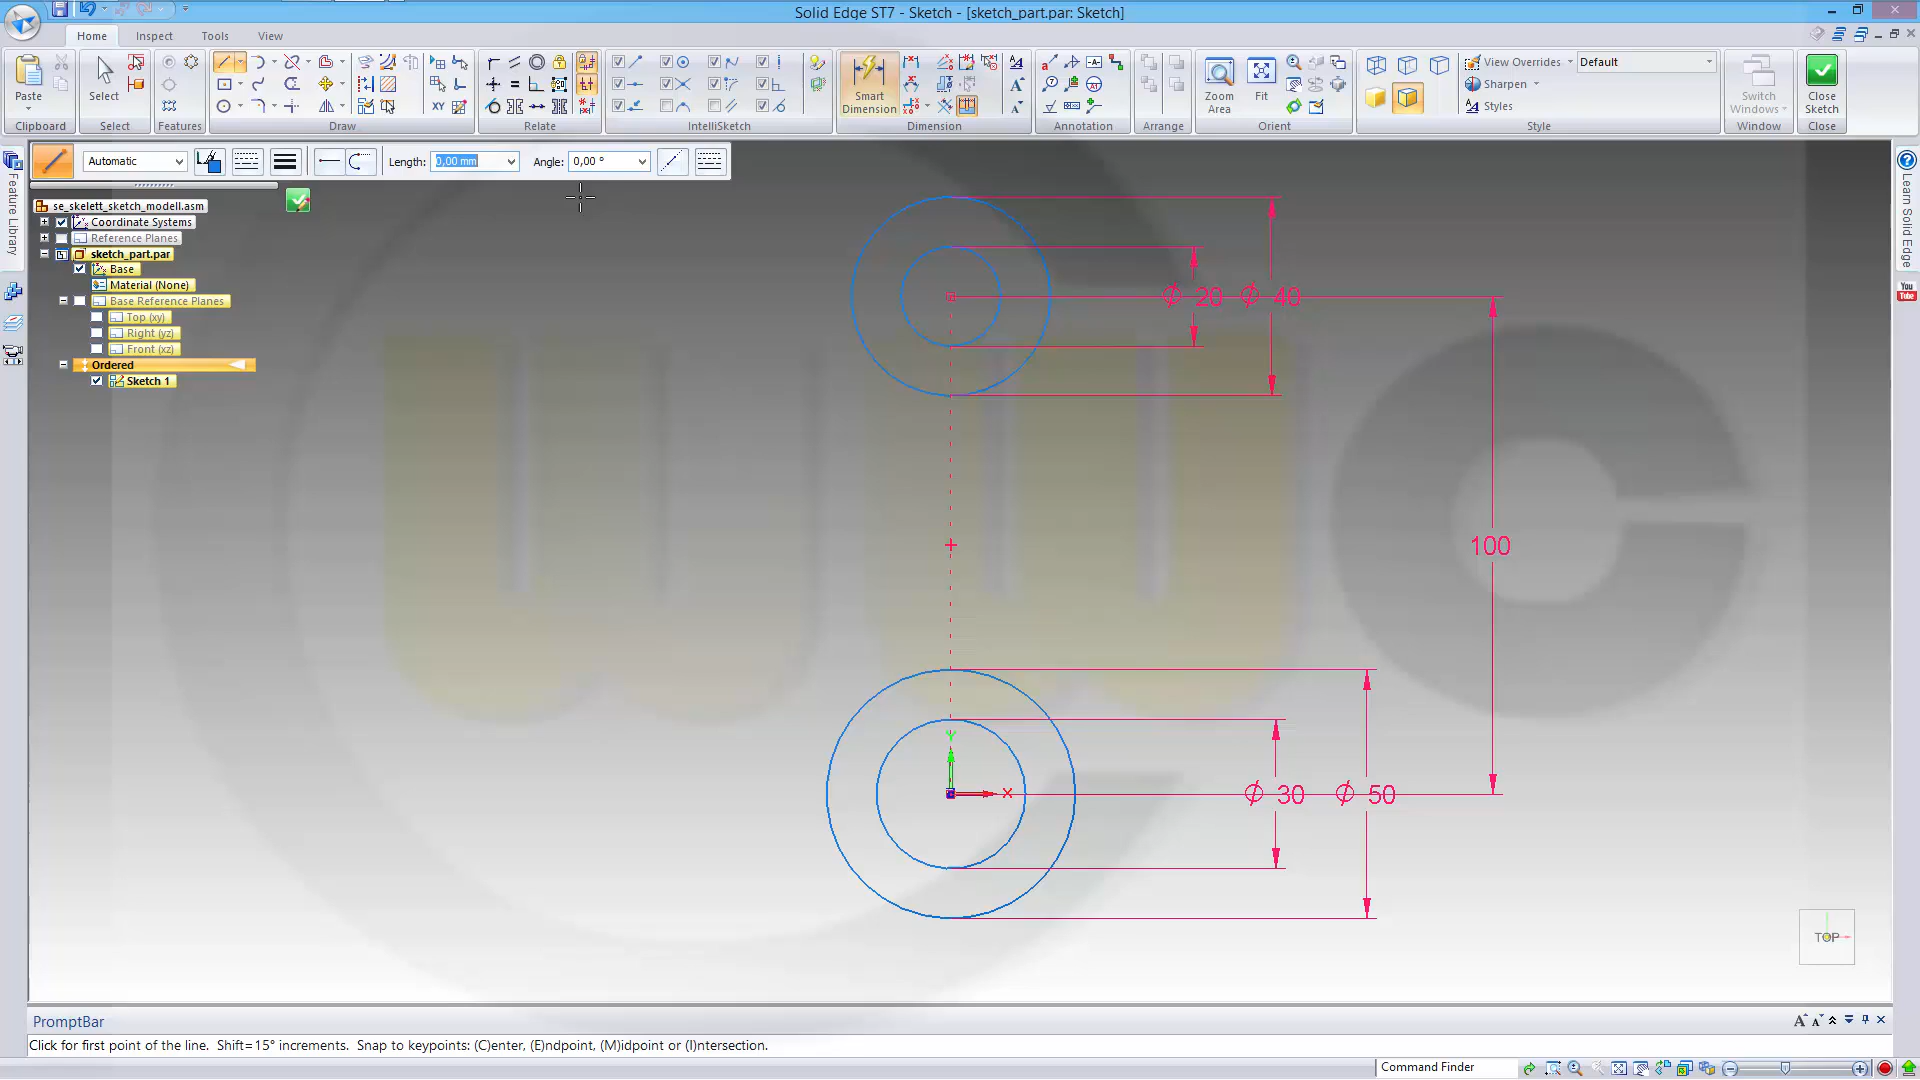 Solid Edge ST7 - Sketch - [sketch_part.par: Sketch]
Home Inspect Tools View
Paste
Select
Smart Dimension
Zoom Area
Fit
View Overrides
Default
Sharpen
Styles
Switch Windows
Close Sketch
Clipboard Select Features Draw Relate IntelliSketch Dimension Annotation Arrange Orient Style Window Close
Automatic
Length: 0,00 mm
Angle: 0,00 °
Feature Library
Learn Solid Edge
You Tube
se_skelett_sketch_modell.asm
Coordinate Systems
Reference Planes
sketch_part.par
Base
Material (None)
Base Reference Planes
Top (xy)
Right (yz)
Front (xz)
Ordered
Sketch 1
ϕ 20 ϕ 40
100
Y
X
ϕ 30 ϕ 50
TOP
PromptBar
Click for first point of the line. Shift=15° increments. Snap to keypoints: (C)enter, (E)ndpoint, (M)idpoint or (I)ntersection.
Command Finder